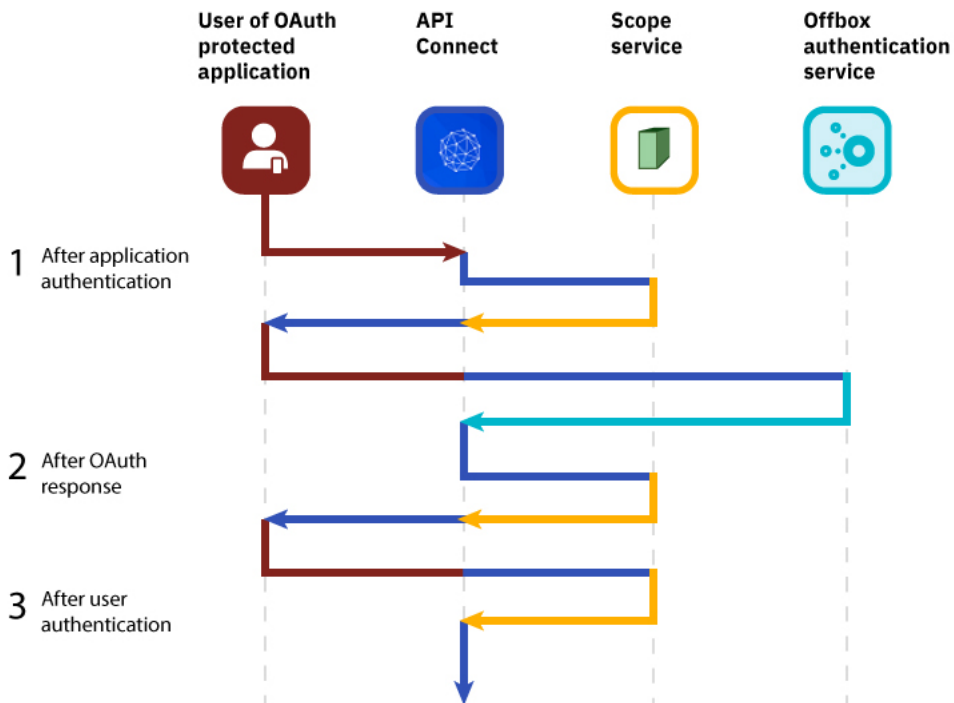 User of OAuth
protected
application
API
Connect
Scope
service
Offbox
authentication
service
1
After application
authentication
2
After OAuth
response
3
After user
authentication